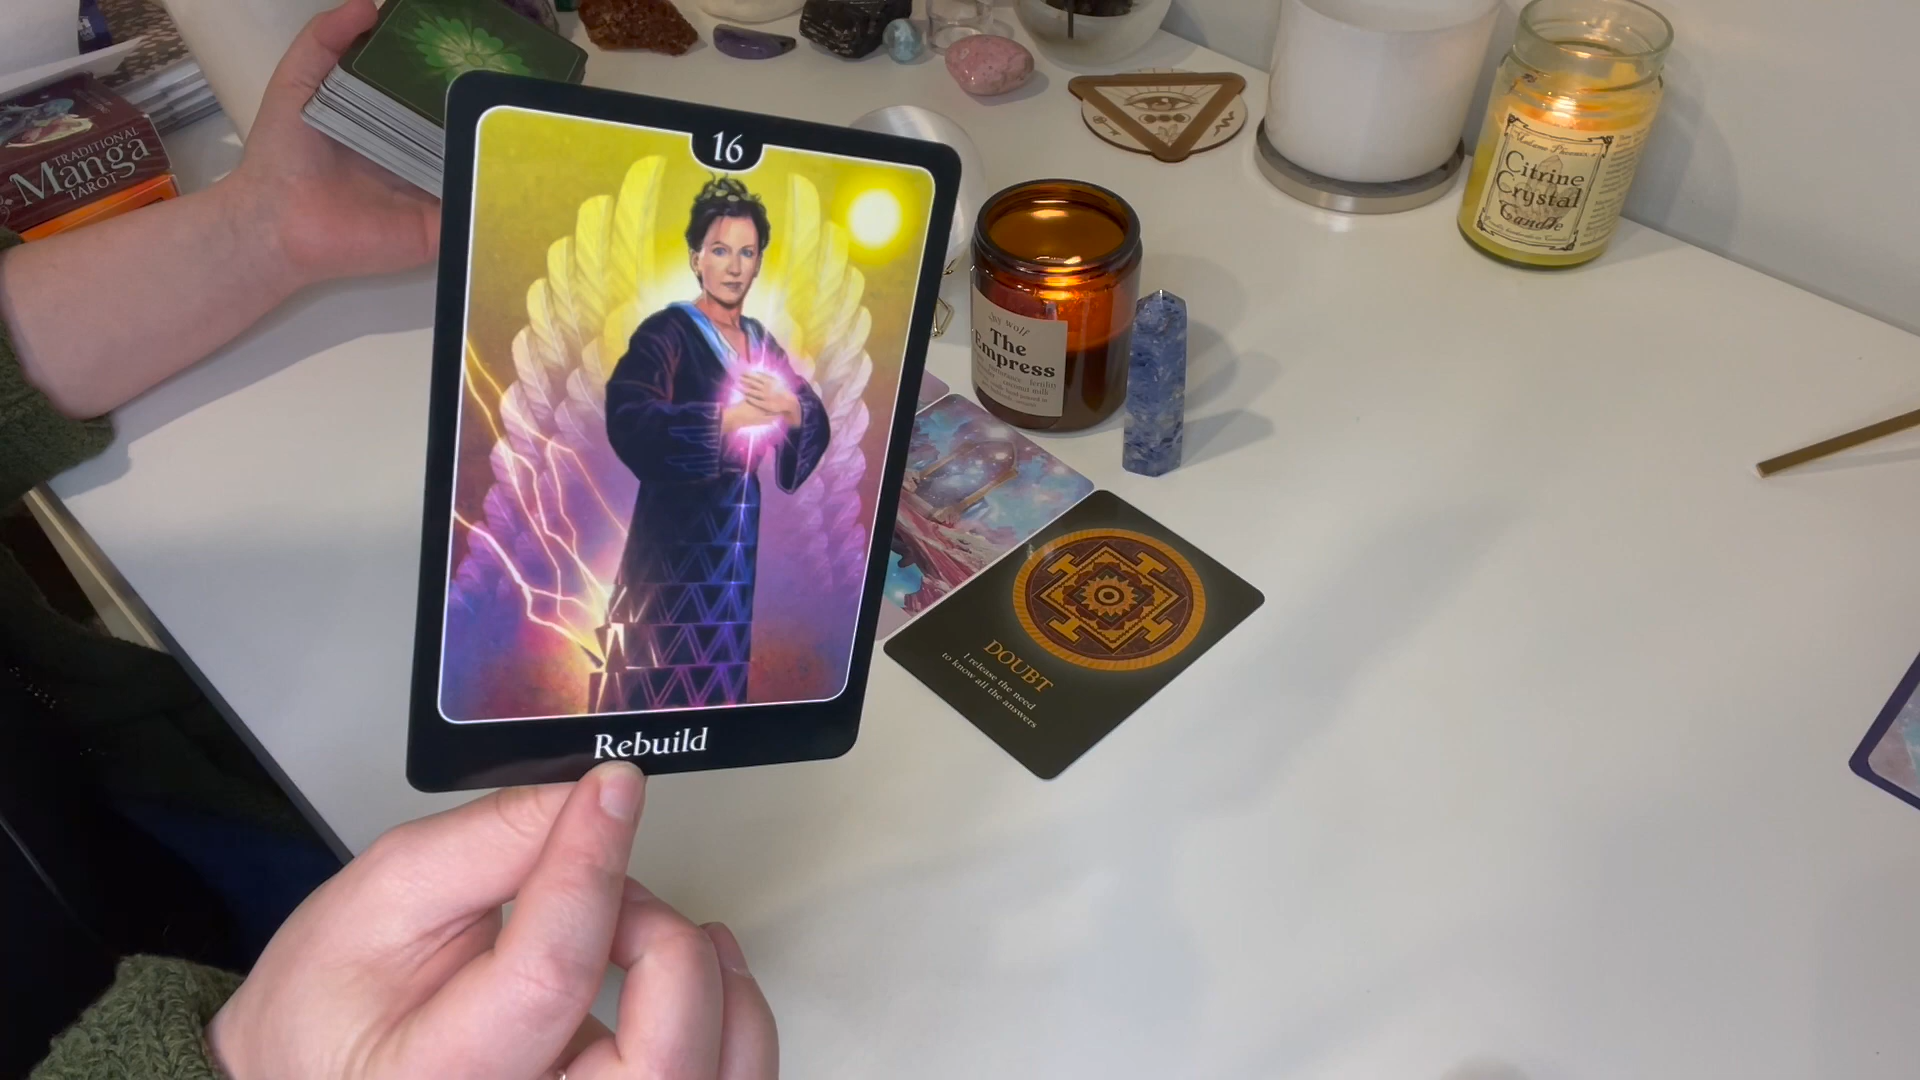 TRADITIONAL
Manga
TAROT
16
Rebuild
The
Empress
Citrine
Crystal
Candle
DOUBT
I release the need
to know all the answers